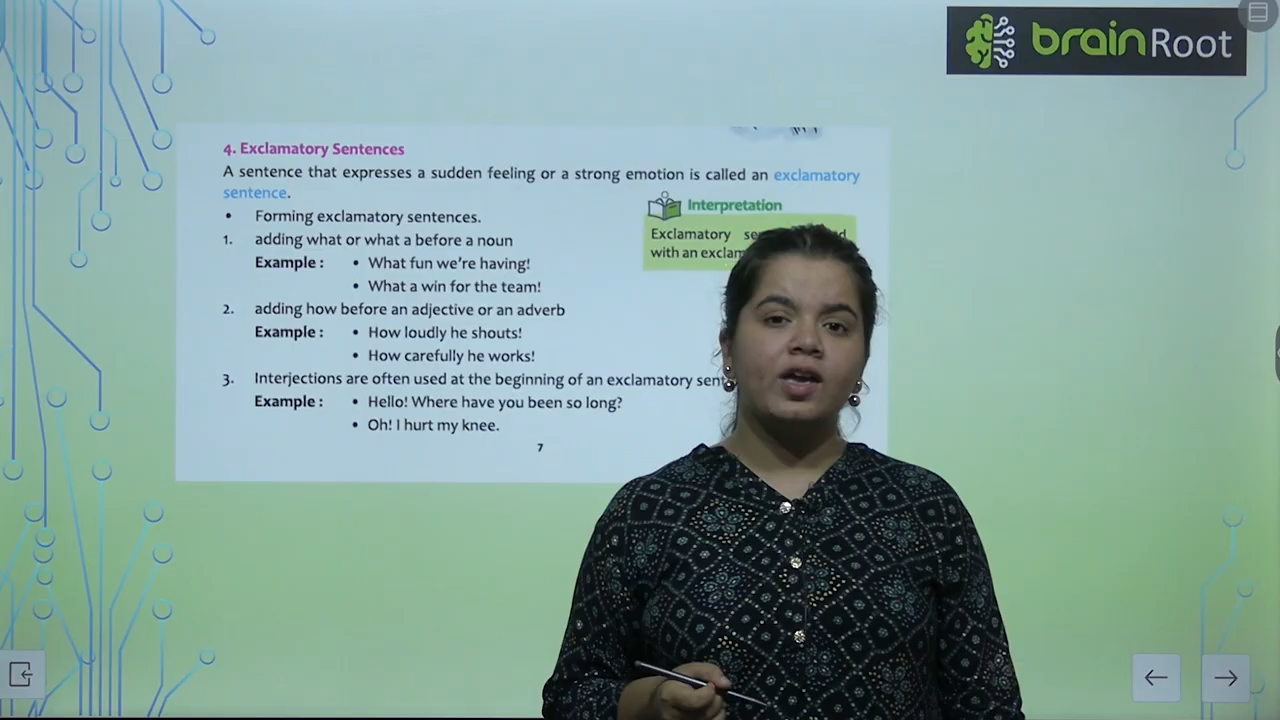 brainRoot
4. Exclamatory Sentences
A sentence that expresses a sudden feeling or a strong emotion is called an exclamatory
sentence.
• Forming exclamatory sentences.
Interpretation
Exclamatory
with an
1. adding what or what a before a noun
Example : • What fun we're having!
• What a win for the team!
2. adding how before an adjective or an adverb
Example : • How loudly he shouts!
• How carefully he works!
3. Interjections are often used at the beginning of an exclamatory
Example : • Hello! Where have you been so long?
• Oh! I hurt my knee.
7